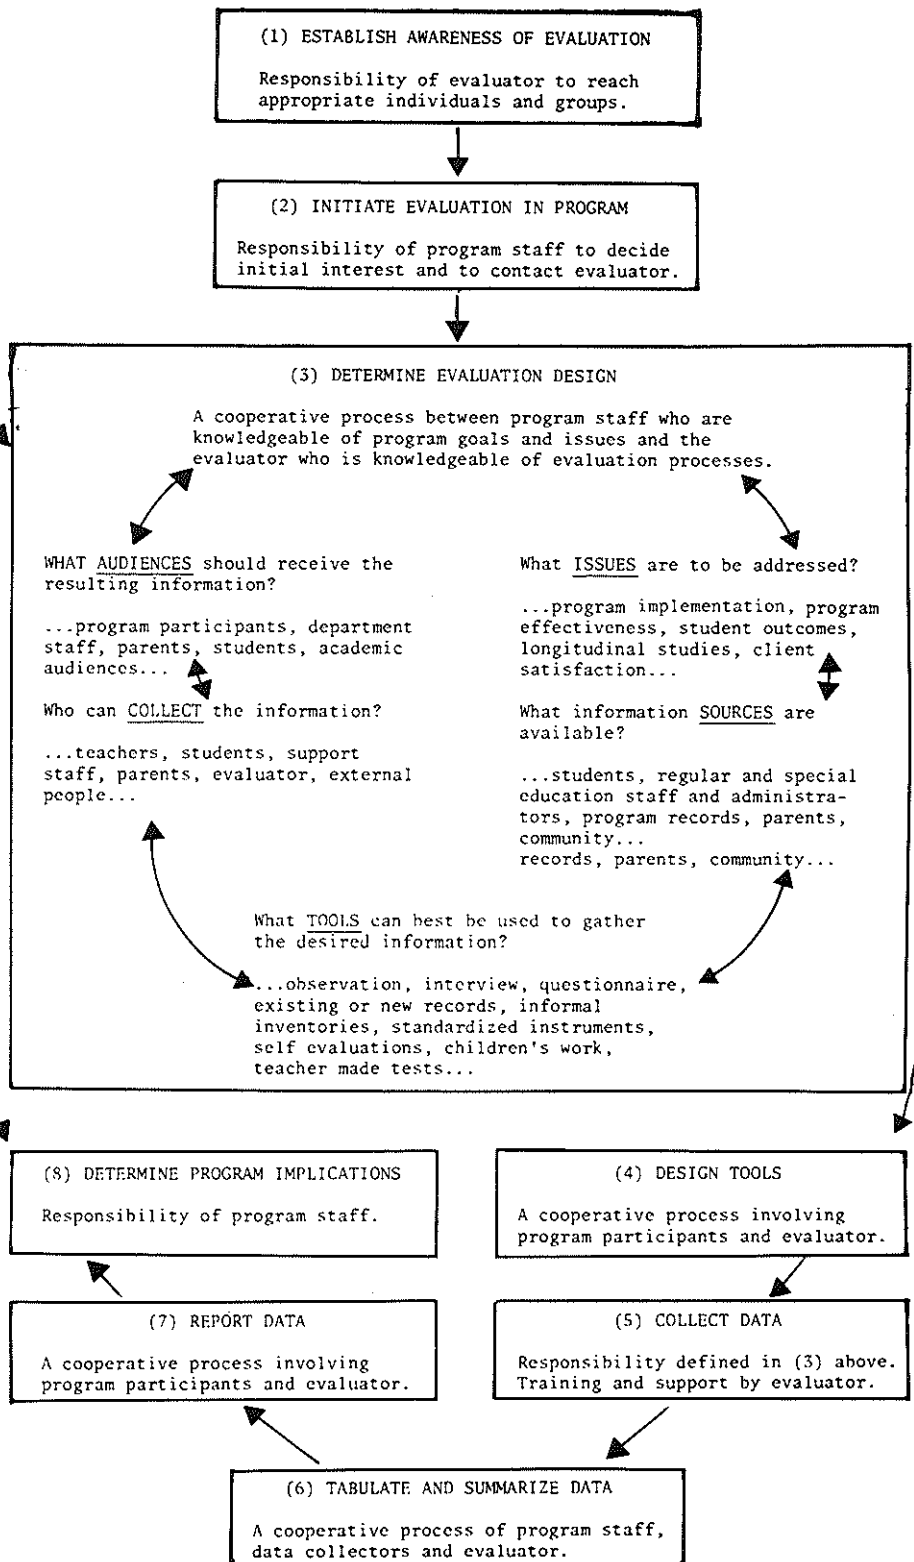 (1) ESTABLISH AWARENESS OF EVALUATION
Responsibility of evaluator to reach
appropriate individuals and groups.
(2) INITIATE EVALUATION IN PROGRAM
Responsibility of program staff to decide
initial interest and to contact evaluator.
(3) DETERMINE EVALUATION DESIGN
A cooperative process between program staff who are
knowledgeable of program goals and issues and the
evaluator who is knowledgeable of evaluation processes.
WHAT AUDIENCES should receive the
resulting information?
...program participants, department
staff, parents, students, academic
audiences...
Who can COLLECT the information?
...teachers, students, support
staff, parents, evaluator, external
people...
What ISSUES are to be addressed?
...program implementation, program
effectiveness, student outcomes,
longitudinal studies, client
satisfaction...
What information SOURCES are
available?
...students, regular and special
education staff and administra-
tors, program records, parents,
community...
records, parents, community...
What TOOLS can best be used to gather
the desired information?
...observation, interview, questionnaire,
existing or new records, informal
inventories, standardized instruments,
self evaluations, children's work,
teacher made tests...
(4) DESIGN TOOLS
A cooperative process involving
program participants and evaluator.
(5) COLLECT DATA
Responsibility defined in (3) above.
Training and support by evaluator.
(6) TABULATE AND SUMMARIZE DATA
A cooperative process of program staff,
data collectors and evaluator.
(7) REPORT DATA
A cooperative process involving
program participants and evaluator.
(8) DETERMINE PROGRAM IMPLICATIONS
Responsibility of program staff.